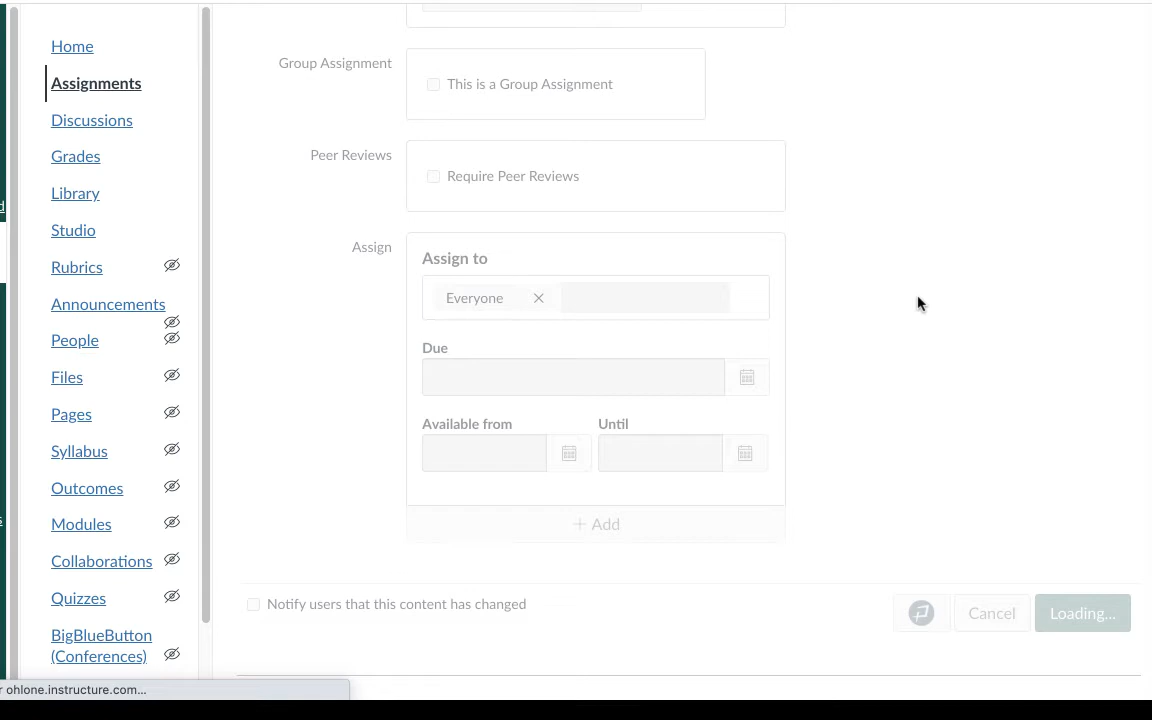 Home
Assignments
Discussions
Grades
Library
Studio
Rubrics
Announcements
People
Files
Pages
Syllabus
Outcomes
Modules
Collaborations
Quizzes
BigBlueButton
(Conferences)
Group Assignment
This is a Group Assignment
Peer Reviews
Require Peer Reviews
Assign
Assign to
Everyone
Due
Available from
Until
+ Add
Notify users that this content has changed
Cancel
Loading...
ohlone.instructure.com...